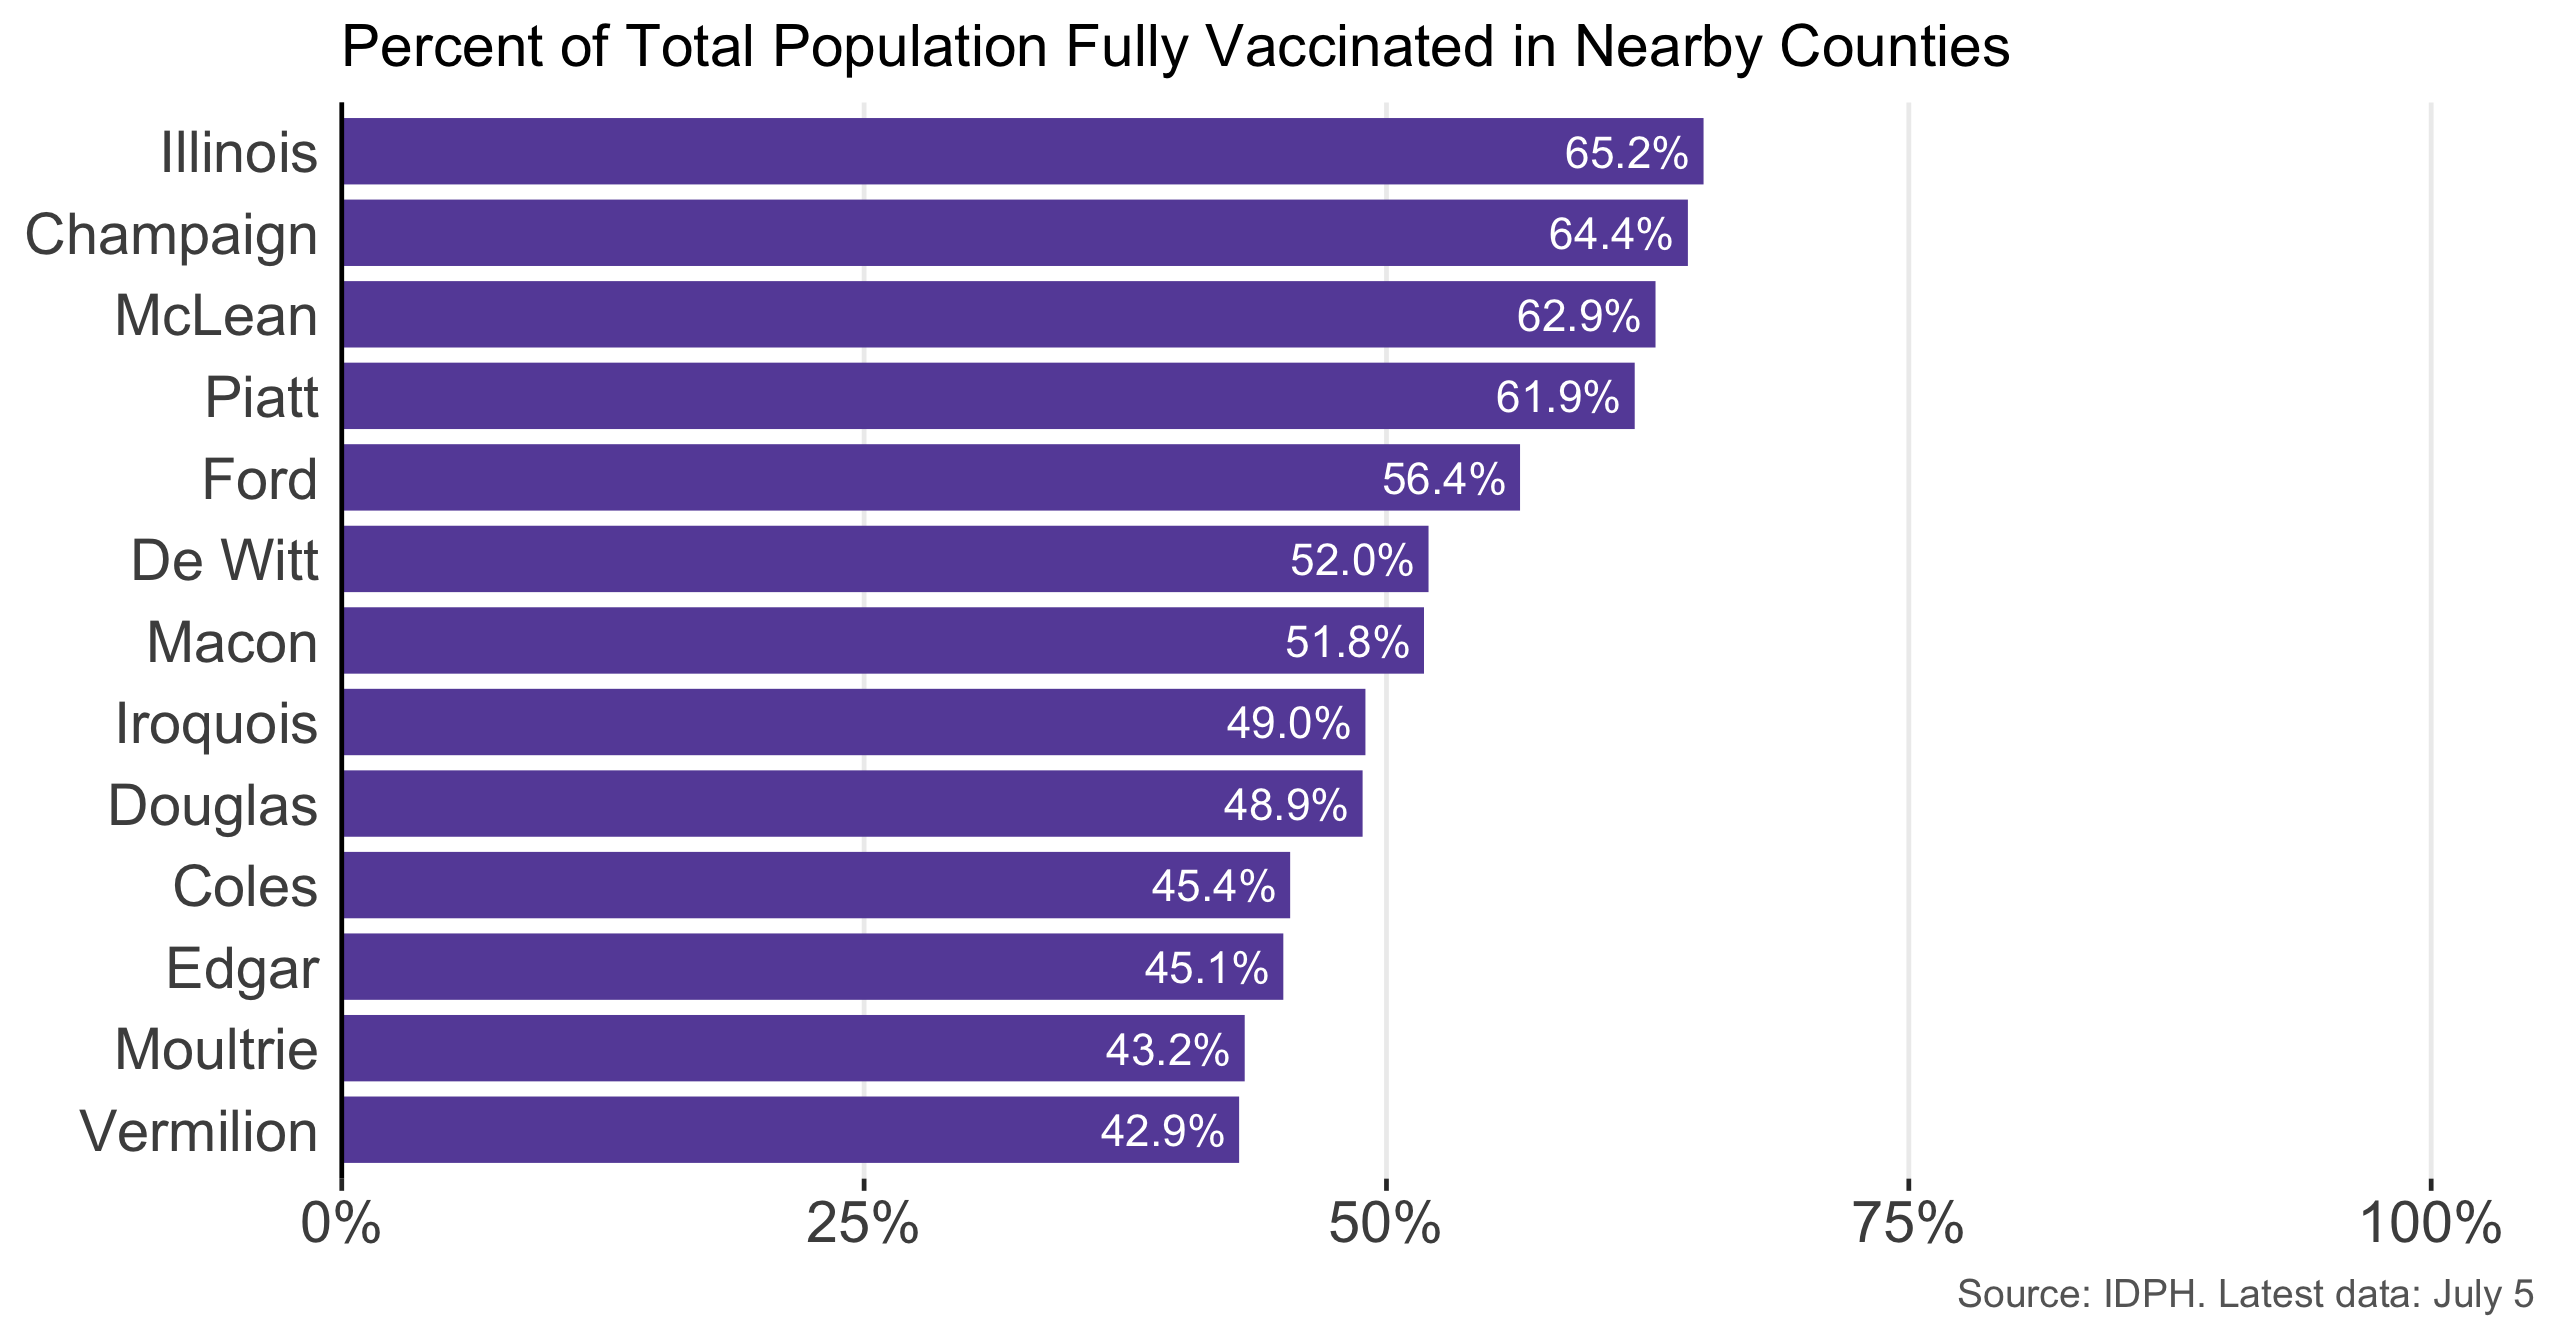 Percent of Total Population Fully Vaccinated in Nearby Counties
Illinois 65.2%
Champaign 64.4%
McLean 62.9%
Piatt 61.9%
Ford 56.4%
De Witt 52.0%
Macon 51.8%
Iroquois 49.0%
Douglas 48.9%
Coles 45.4%
Edgar 45.1%
Moultrie 43.2%
Vermilion 42.9%
0% 25% 50% 75% 100%
Source: IDPH. Latest data: July 5